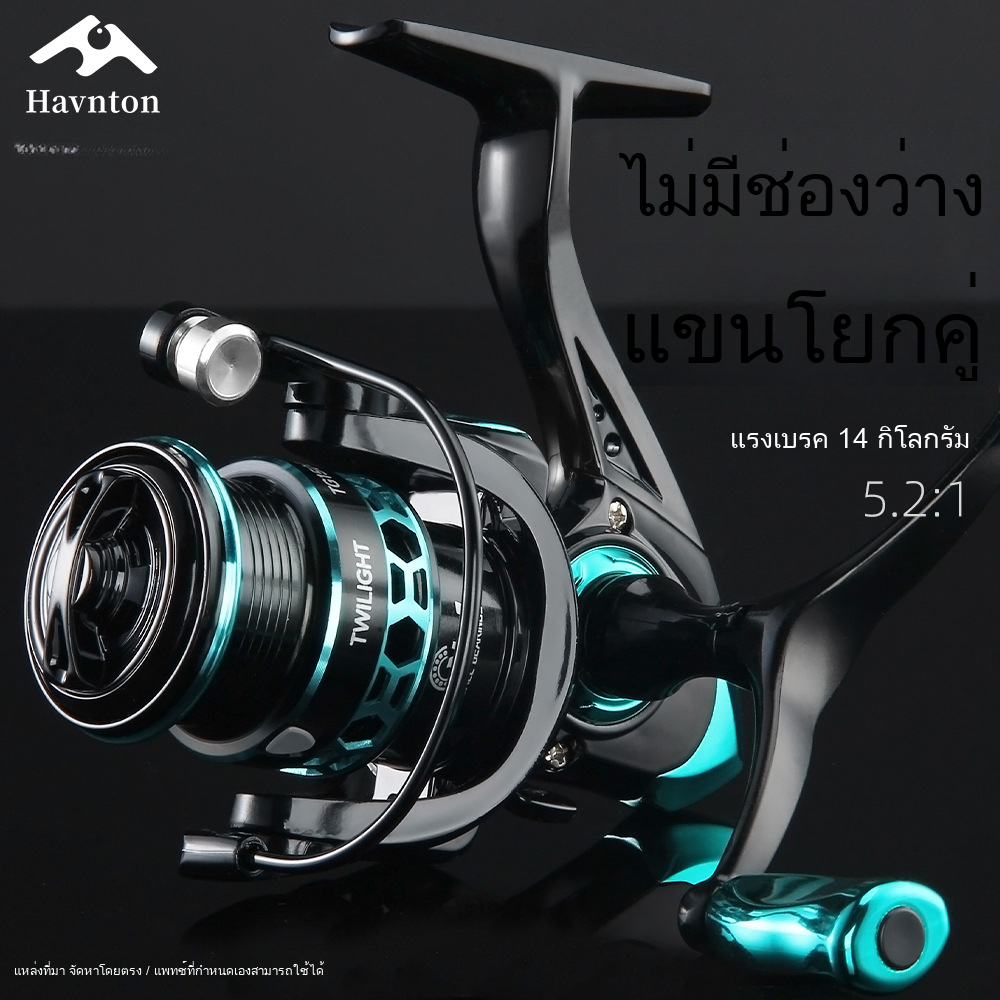 Havnton
ไม่มีช่องว่าง
แขนโยกคู่
แรงเบรค 14 กิโลกรัม
5.2:1
TWILIGHT
แหล่งที่มา จัดหาโดยตรง / แพทช์ที่กำหนดเองสามารถใช้ได้